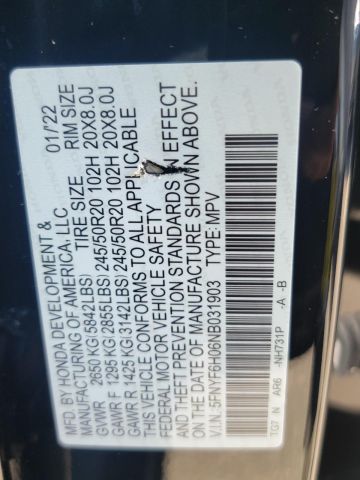 MFD. BY HONDA DEVELOPMENT & 01/22
MANUFACTURING OF AMERICA, LLC
TIRE SIZE RIM SIZE
GVWR 2650 KG(5842LBS)
GAWR F 1295 KG(2855LBS) 245/50R20 102H 20X8.0J
GAWR R 1425 KG(3142LBS) 245/50R20 102H 20X8.0J
THIS VEHICLE CONFORMS TO ALL APPLICABLE
FEDERAL MOTOR VEHICLE SAFETY
AND THEFT PREVENTION STANDARDS IN EFFECT
ON THE DATE OF MANUFACTURE SHOWN ABOVE.
V.I.N. : 5FNYF6H06NB031903 TYPE: MPV
TG7 N AR6 -NH731P -A -B